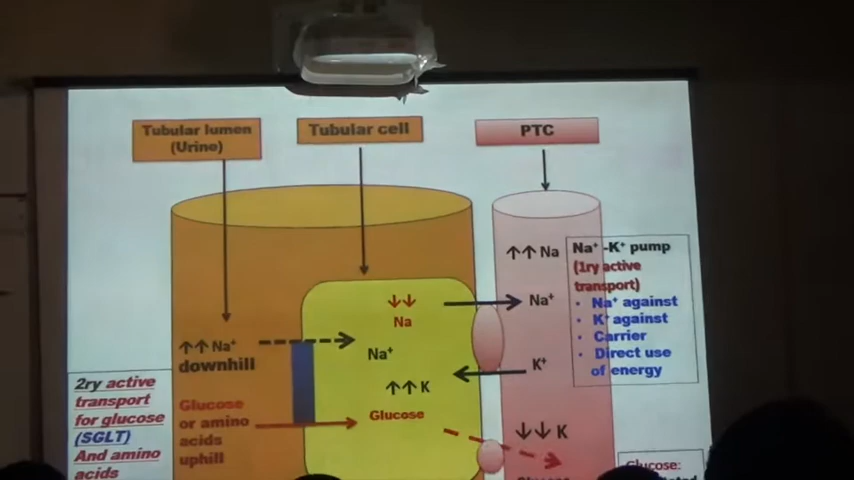 Tubular lumen
(Urine)
Tubular cell
PTC
↑↑ Na
Na⁺ -K⁺ pump
(1ry active
transport)
• Na⁺ against
• K⁺ against
• Carrier
• Direct use
of energy
↓↓
Na
Na⁺
↑↑ Na⁺
downhill
Na⁺
K⁺
↑↑ K
2ry active
transport
for glucose
(SGLT)
And amino
acids
Glucose
or amino
acids
uphill
Glucose
↓↓ K
Glucose: